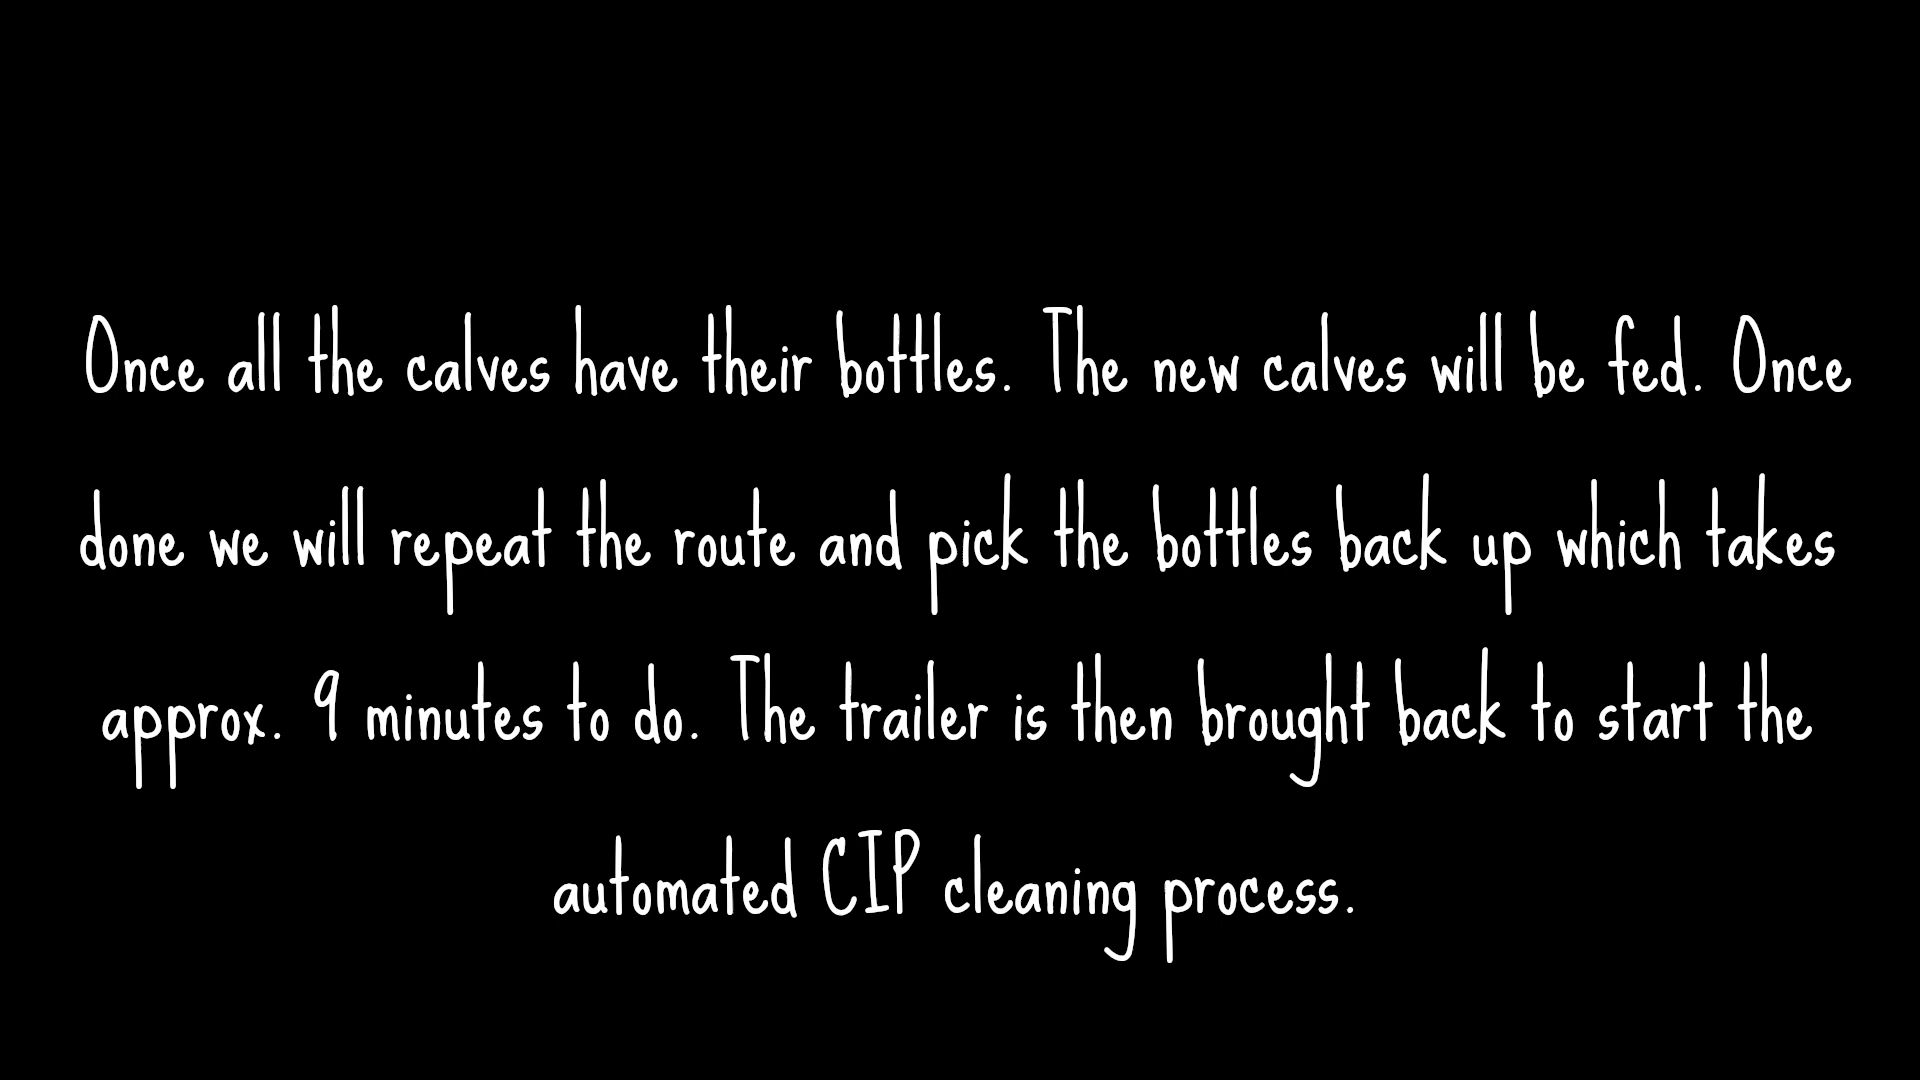 Once all the calves have their bottles. The new calves will be fed. Once
done we will repeat the route and pick the bottles back up which takes
approx. 9 minutes to do. The trailer is then brought back to start the
automated CIP cleaning process.